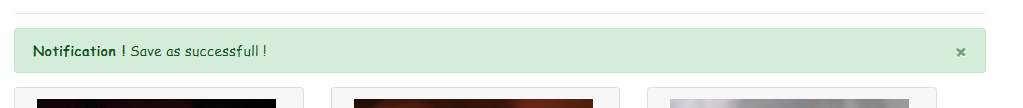 Notification ! Save as successfull !
×